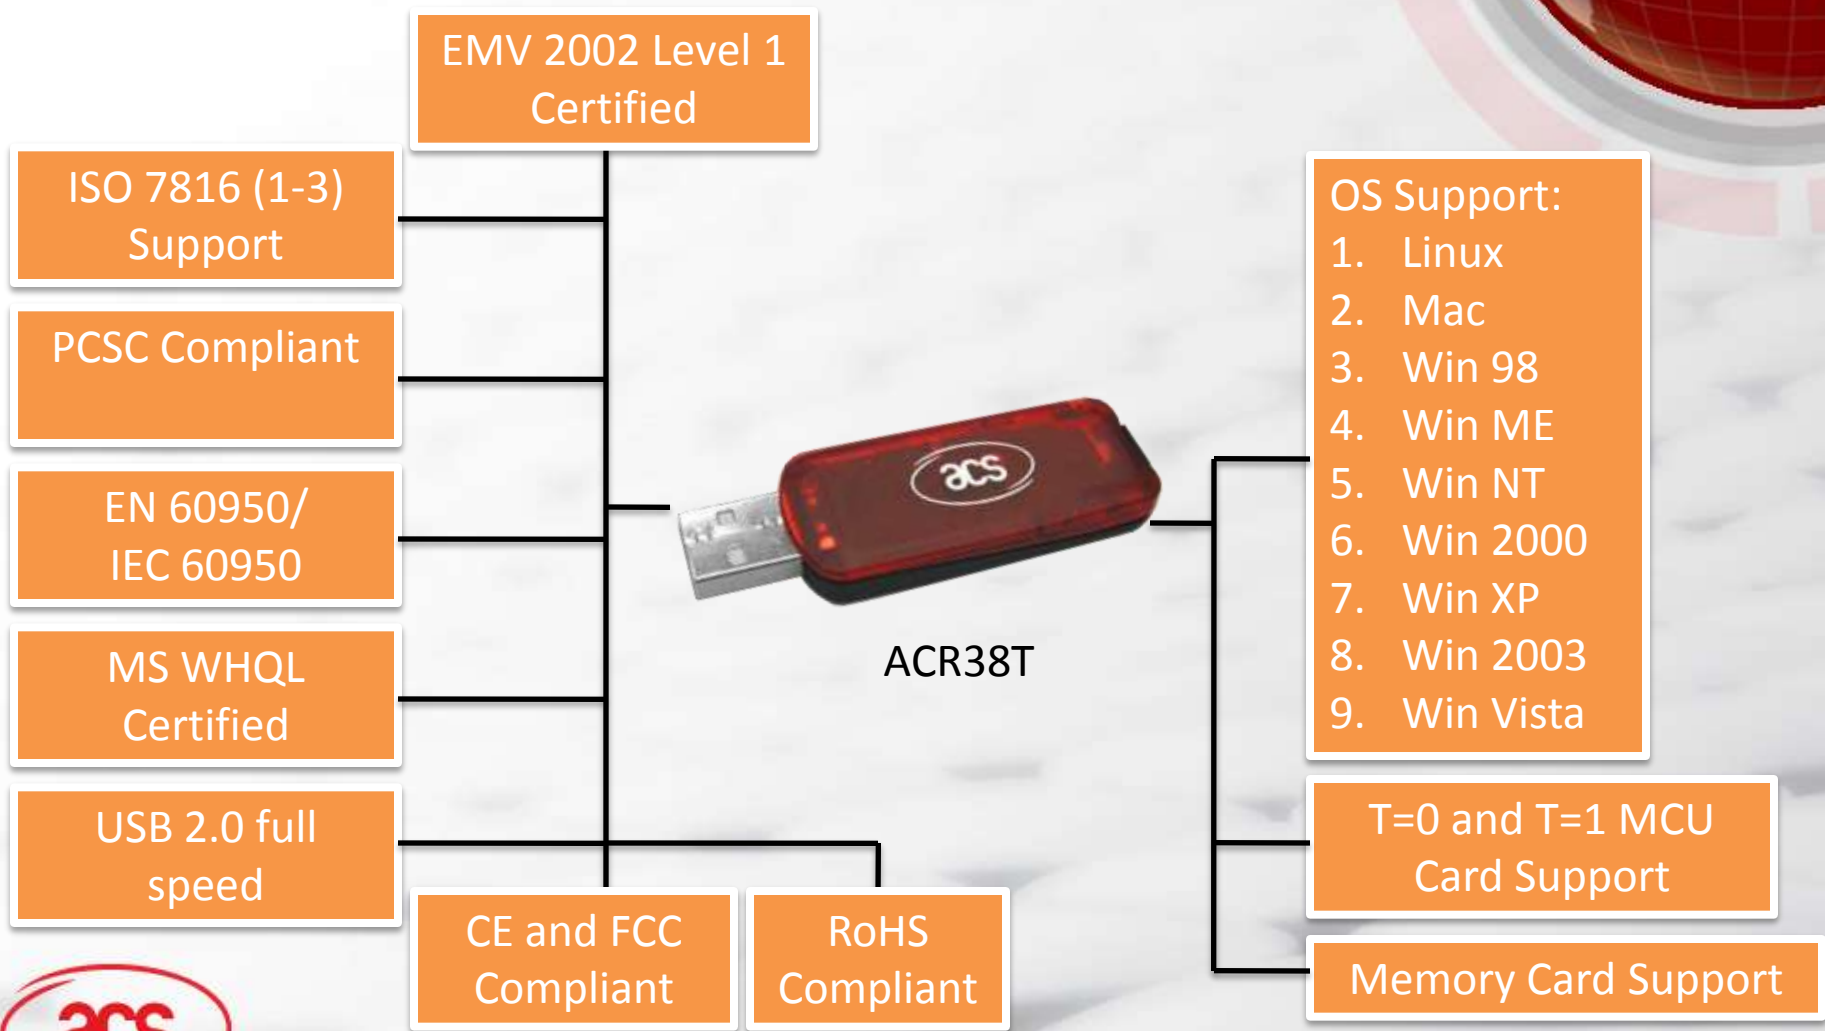 EMV 2002 Level 1
Certified
ISO 7816 (1-3)
Support
PCSC Compliant
EN 60950/
IEC 60950
MS WHQL
Certified
USB 2.0 full
speed
CE and FCC
Compliant
RoHS
Compliant
acs
ACR38T
OS Support:
1. Linux
2. Mac
3. Win 98
4. Win ME
5. Win NT
6. Win 2000
7. Win XP
8. Win 2003
9. Win Vista
T=0 and T=1 MCU
Card Support
Memory Card Support
acs